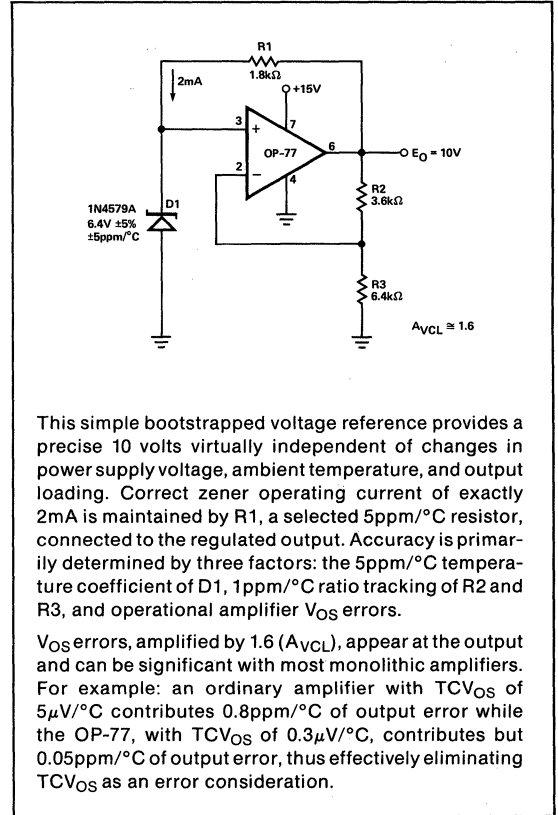 R1
1.8kΩ
2mA
+15V
3
+
7
OP-77
6
E_O = 10V
2
−
4
R2
3.6kΩ
1N4579A
D1
6.4V ±5%
±5ppm/°C
R3
6.4kΩ
A_VCL ≅ 1.6
This simple bootstrapped voltage reference provides a
precise 10 volts virtually independent of changes in
power supply voltage, ambient temperature, and output
loading. Correct zener operating current of exactly
2mA is maintained by R1, a selected 5ppm/°C resistor,
connected to the regulated output. Accuracy is primar-
ily determined by three factors: the 5ppm/°C tempera-
ture coefficient of D1, 1ppm/°C ratio tracking of R2 and
R3, and operational amplifier V_OS errors.
V_OS errors, amplified by 1.6 (A_VCL), appear at the output
and can be significant with most monolithic amplifiers.
For example: an ordinary amplifier with TCV_OS of
5μV/°C contributes 0.8ppm/°C of output error while
the OP-77, with TCV_OS of 0.3μV/°C, contributes but
0.05ppm/°C of output error, thus effectively eliminating
TCV_OS as an error consideration.